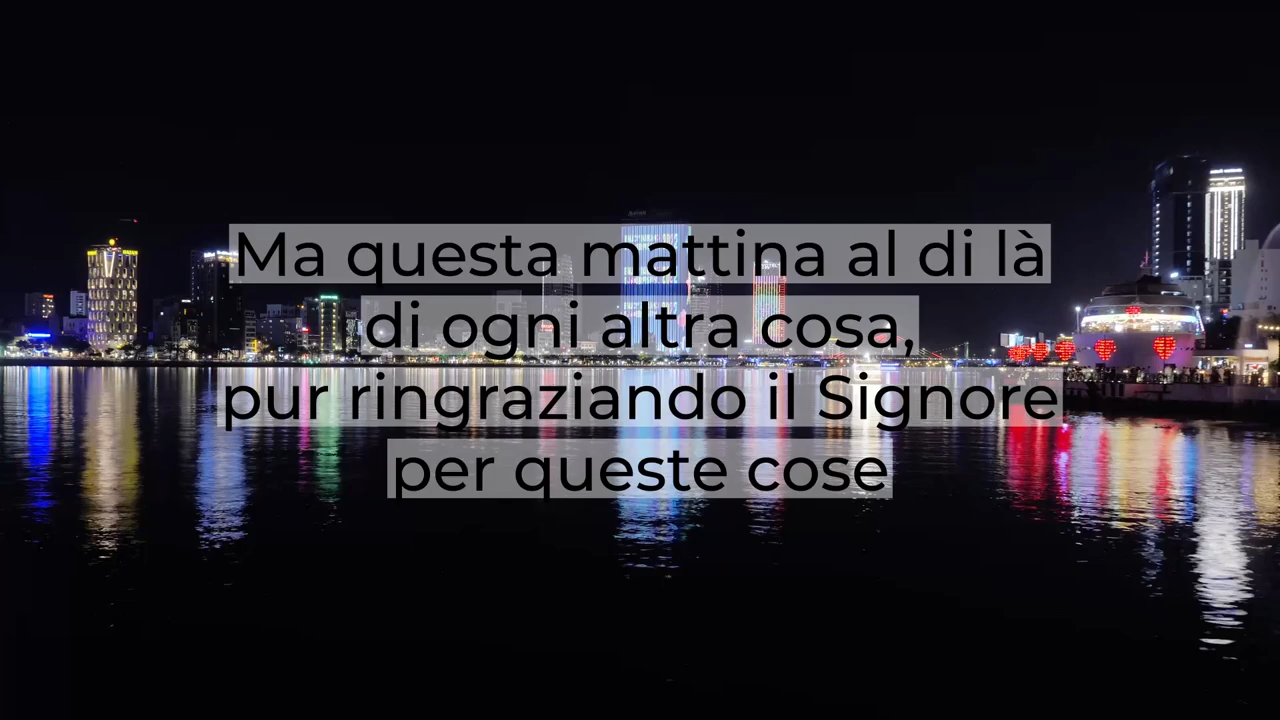 Ma questa mattina al di là
di ogni altra cosa,
pur ringraziando il Signore
per queste cose